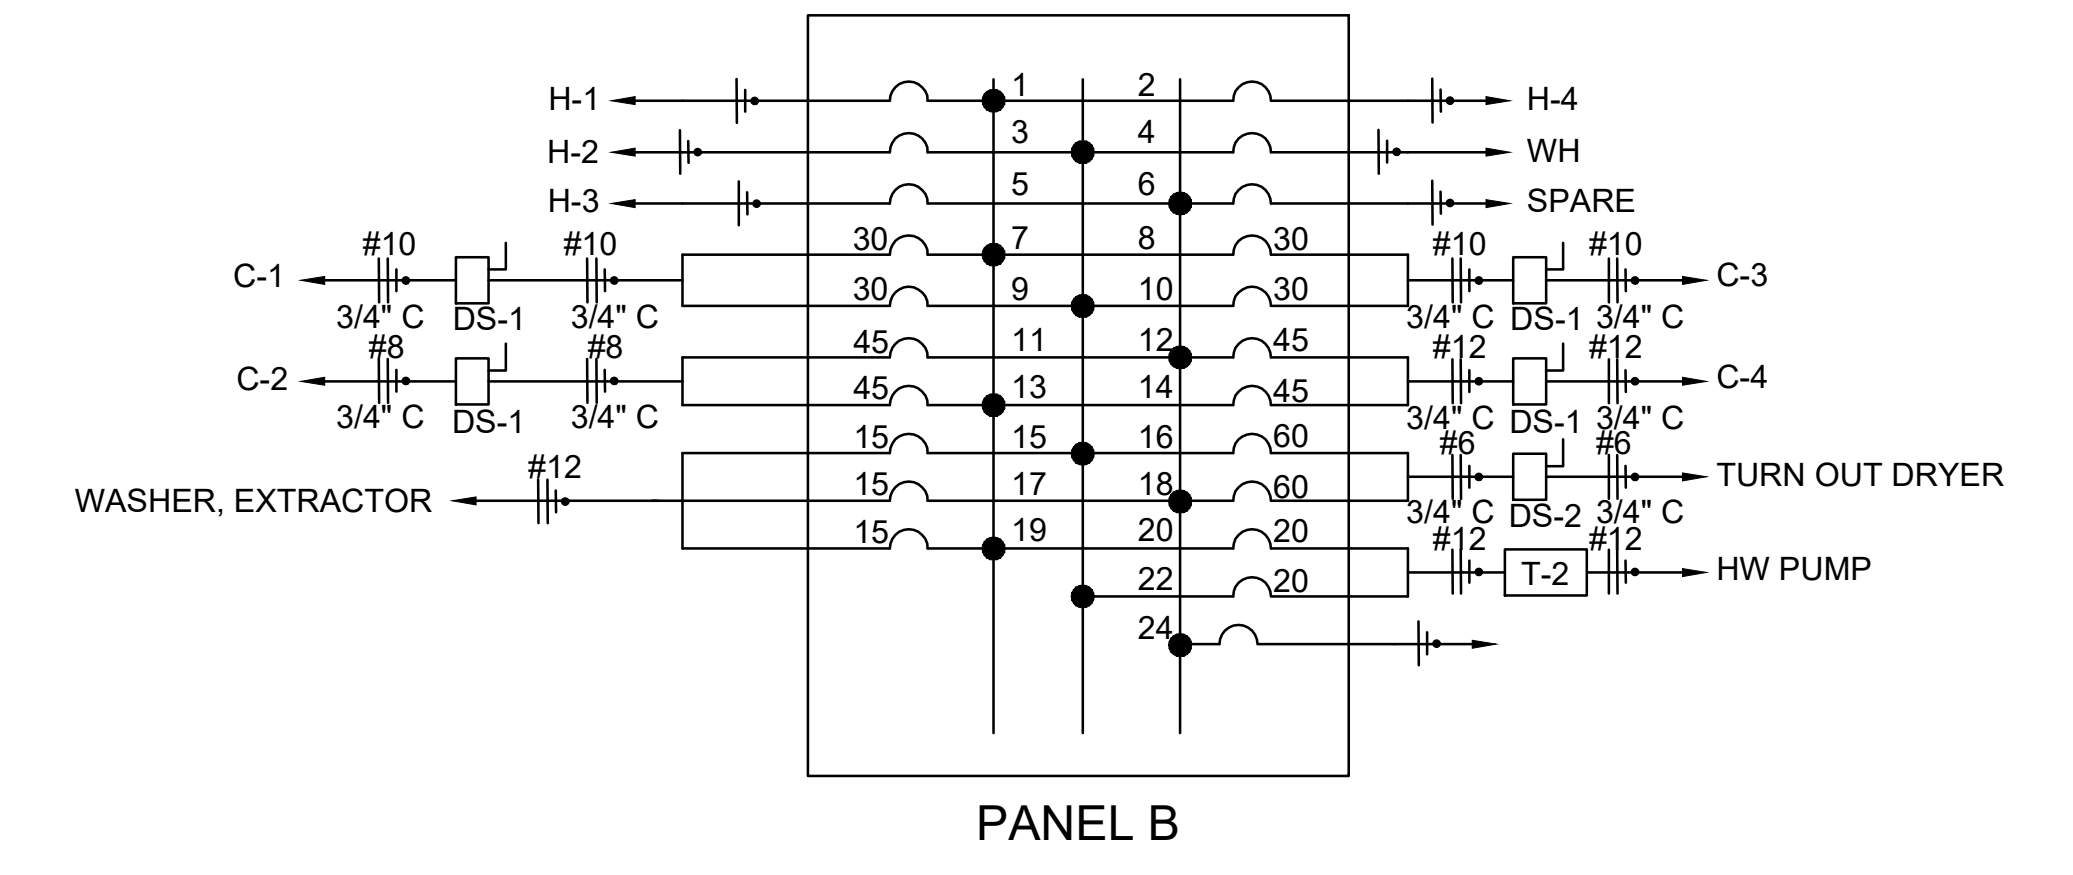 H-1 1 2 H-4
H-2 3 4 WH
H-3 5 6 SPARE
#10 #10 30 7 8 30 #10 #10
C-1 C-3
3/4" C DS-1 3/4" C 30 9 10 30 3/4" C DS-1 3/4" C
#8 #8 45 11 12 45 #12 #12
C-2 C-4
3/4" C DS-1 3/4" C 45 13 14 45 3/4" C DS-1 3/4" C
15 15 16 60 #6 #6
#12 TURN OUT DRYER
WASHER, EXTRACTOR 15 17 18 60 3/4" C DS-2 3/4" C
15 19 20 20 #12 #12
22 20 T-2 HW PUMP
24
PANEL B